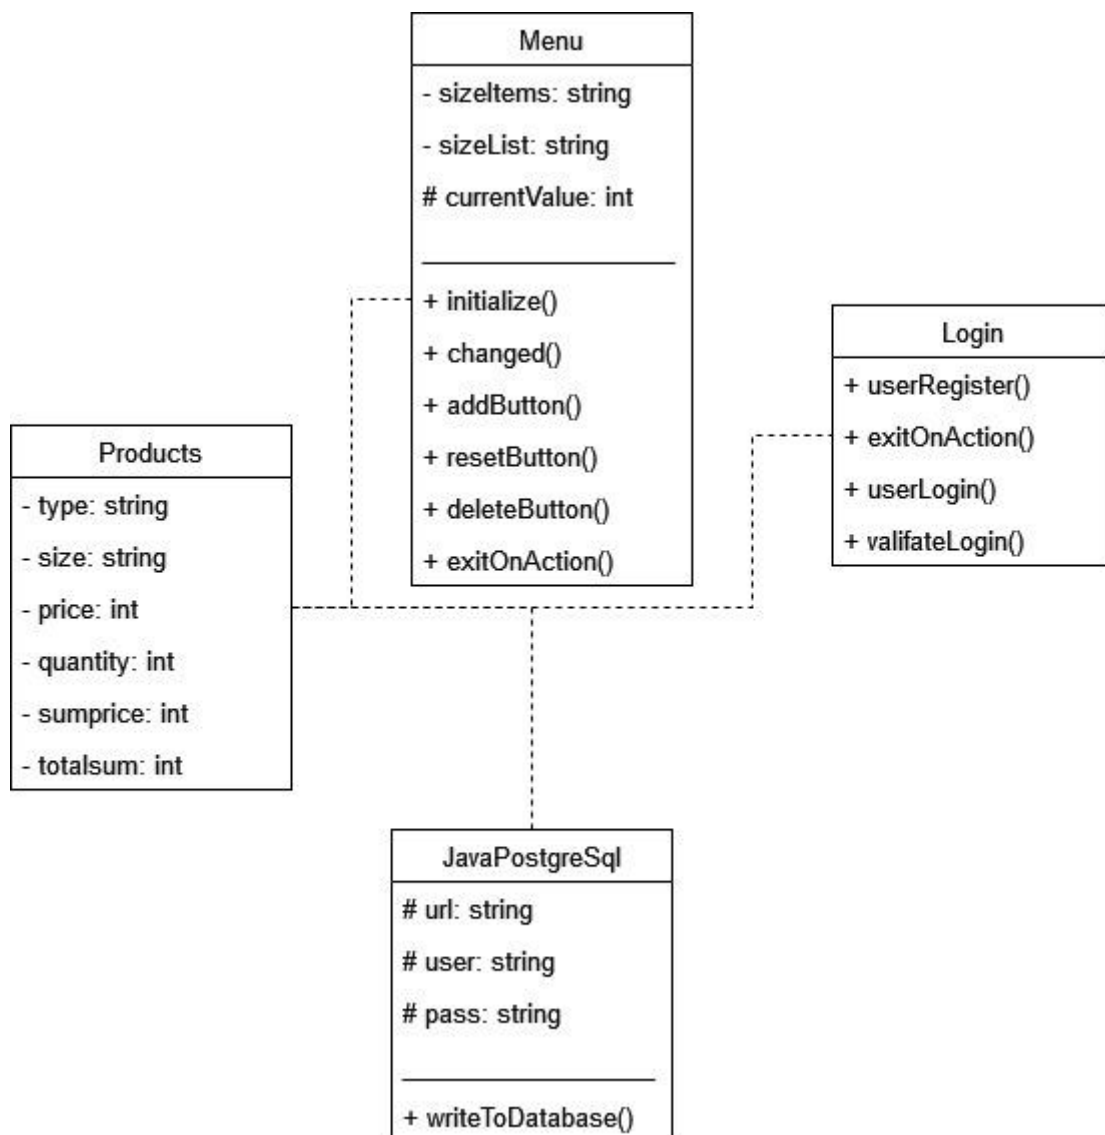 Menu
- sizeItems: string
- sizeList: string
# currentValue: int
+ initialize()
+ changed()
+ addButton()
+ resetButton()
+ deleteButton()
+ exitOnAction()
Login
+ userRegister()
+ exitOnAction()
+ userLogin()
+ valifateLogin()
Products
- type: string
- size: string
- price: int
- quantity: int
- sumprice: int
- totalsum: int
JavaPostgreSql
# url: string
# user: string
# pass: string
+ writeToDatabase()